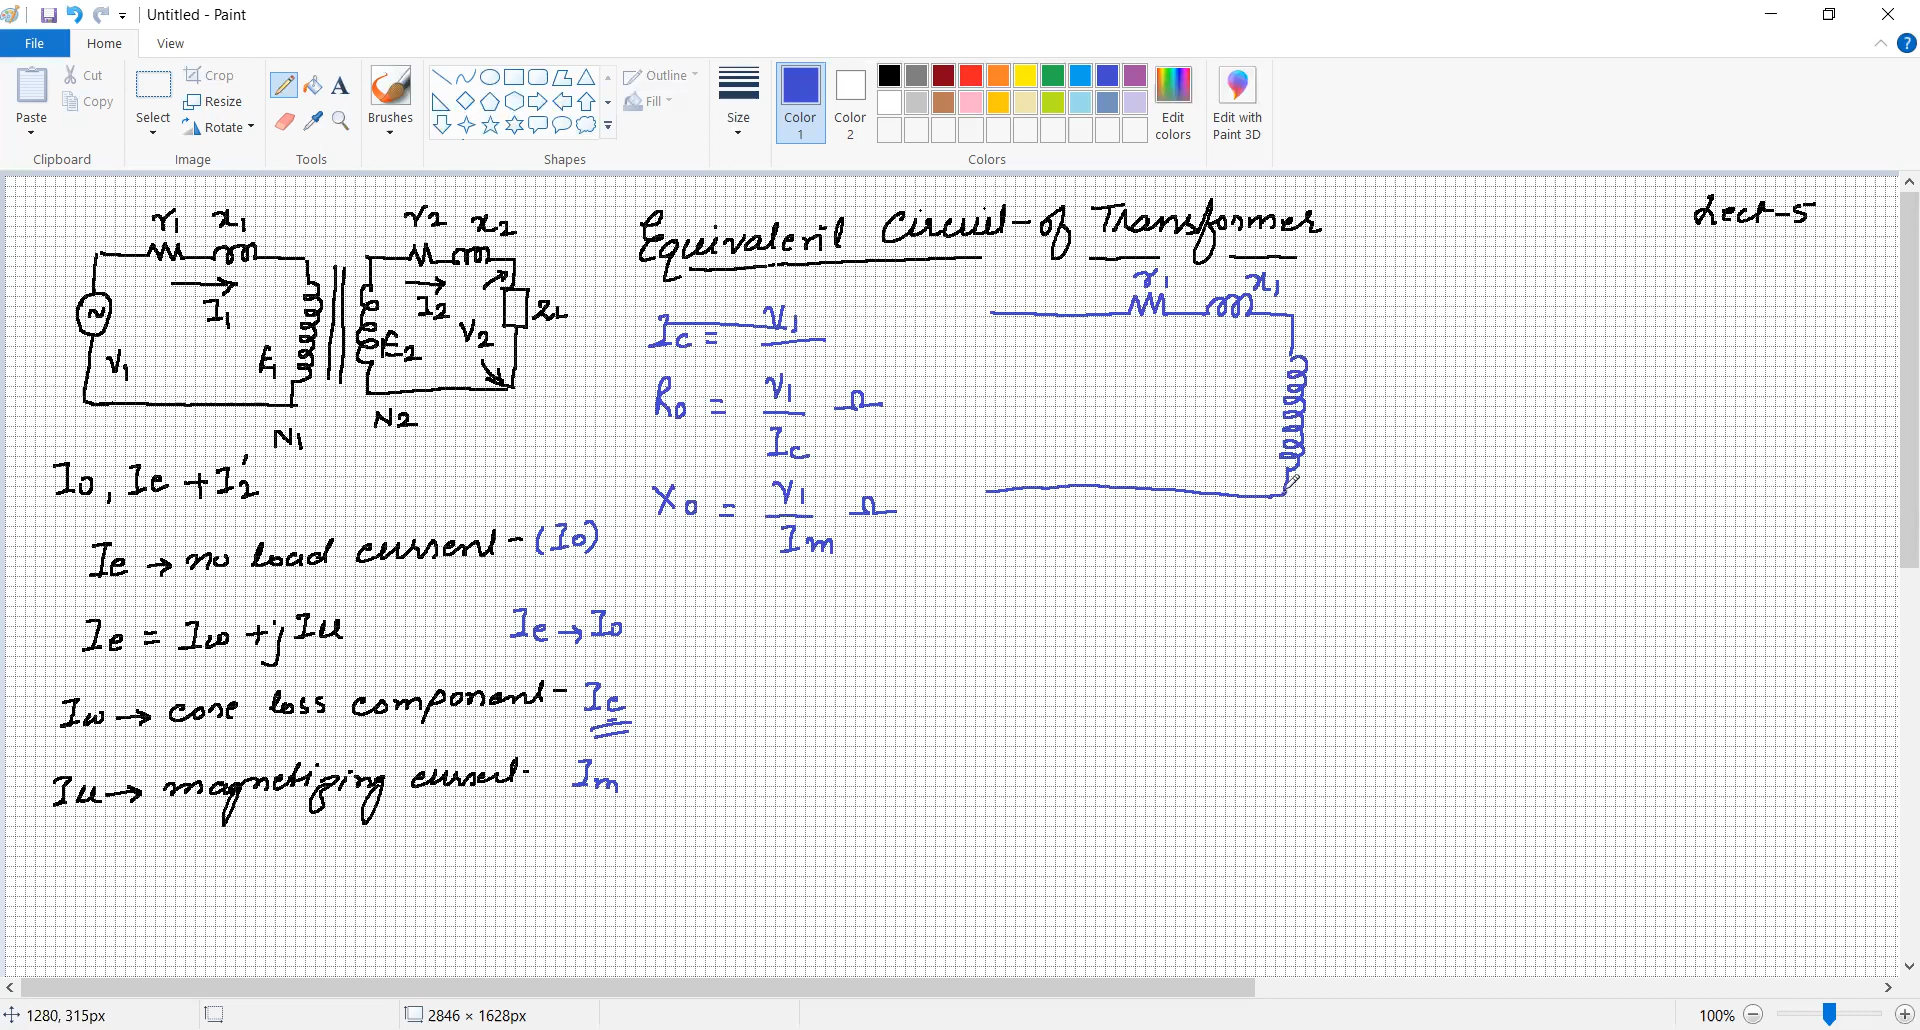 Untitled - Paint
File Home View
Paste Cut Copy Clipboard
Select Crop Resize Rotate Image
Tools
Brushes
Shapes
Outline Fill
Size
Color 1 Color 2
Colors
Edit colors
Edit with Paint 3D
Equivalent Circuit of Transformer
Lect-5
r1 x1 r2 x2
I1 I2
V1 E1 E2 V2 ZL
N1 N2
I0, Ie + I2'
Ie → no load current - (I0)
Ie = Iw + jIu
Ie → I0
Iw → core loss component - Ic
Iu → magnetizing current - Im
Ic = V1
R0 = V1 / Ic Ω
X0 = V1 / Im Ω
r1 x1
1280, 315px
2846 × 1628px
100%